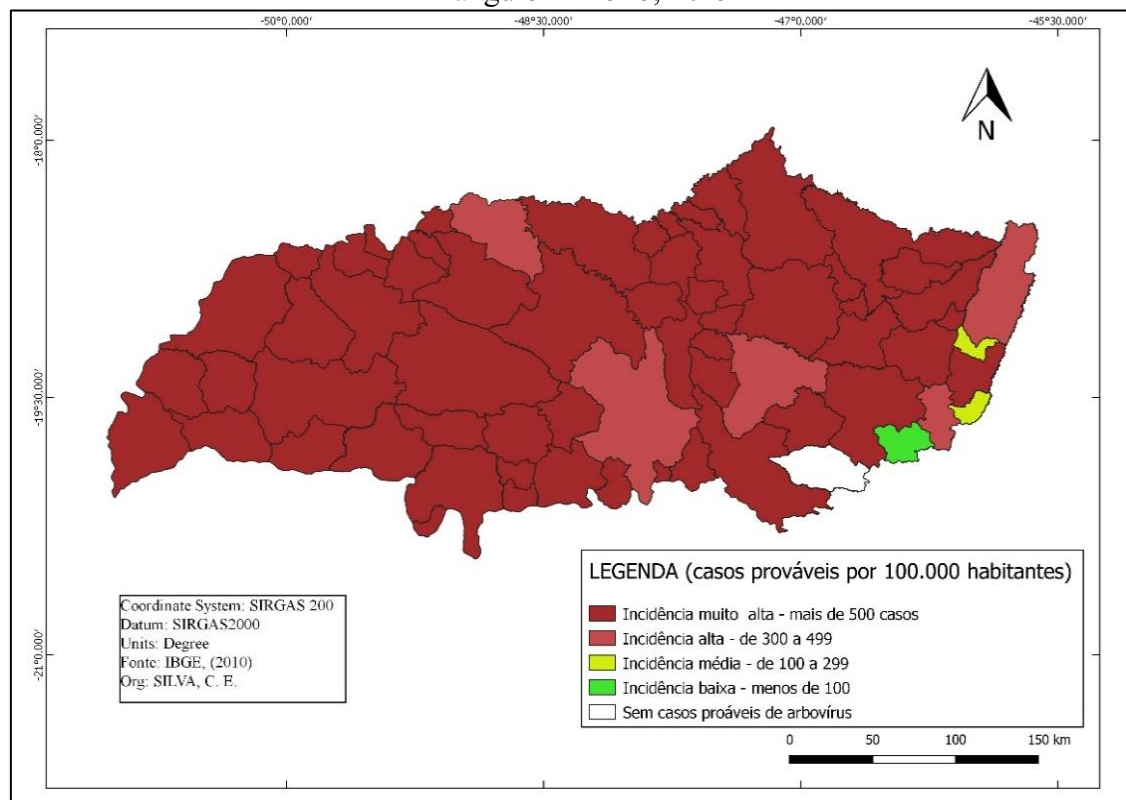 -50°0.000'
-48°30.000'
-47°0.000'
-45°30.000'
N
-18°0.000'
-19°30.000'
-21°0.000'
LEGENDA (casos prováveis por 100.000 habitantes)
Incidência muito alta - mais de 500 casos
Incidência alta - de 300 a 499
Incidência média - de 100 a 299
Incidência baixa - menos de 100
Sem casos proáveis de arbovírus
Coordinate System: SIRGAS 200
Datum: SIRGAS2000
Units: Degree
Fonte: IBGE, (2010)
Org: SILVA, C. E.
0 50 100 150 km